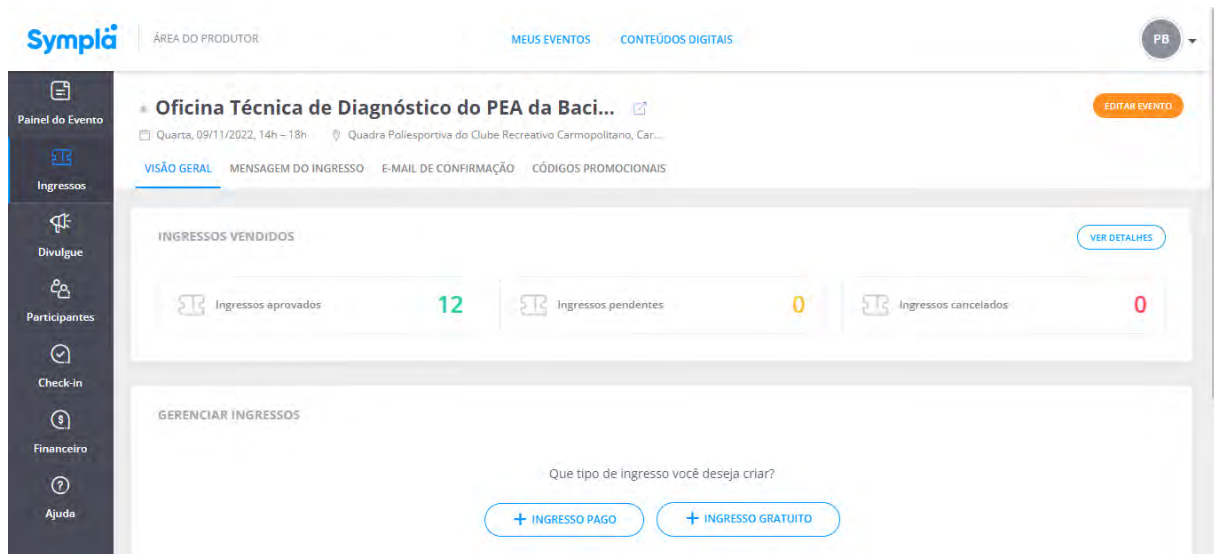 Symplä
ÁREA DO PRODUTOR
MEUS EVENTOS
CONTEÚDOS DIGITAIS
PB
Painel do Evento
Ingressos
Divulgue
Participantes
Check-in
Financeiro
Ajuda
Oficina Técnica de Diagnóstico do PEA da Baci...
EDITAR EVENTO
Quarta, 09/11/2022, 14h – 18h
Quadra Poliesportiva do Clube Recreativo Carmopolitano, Car...
VISÃO GERAL
MENSAGEM DO INGRESSO
E-MAIL DE CONFIRMAÇÃO
CÓDIGOS PROMOCIONAIS
INGRESSOS VENDIDOS
VER DETALHES
Ingressos aprovados 12
Ingressos pendentes 0
Ingressos cancelados 0
GERENCIAR INGRESSOS
Que tipo de ingresso você deseja criar?
+ INGRESSO PAGO
+ INGRESSO GRATUITO